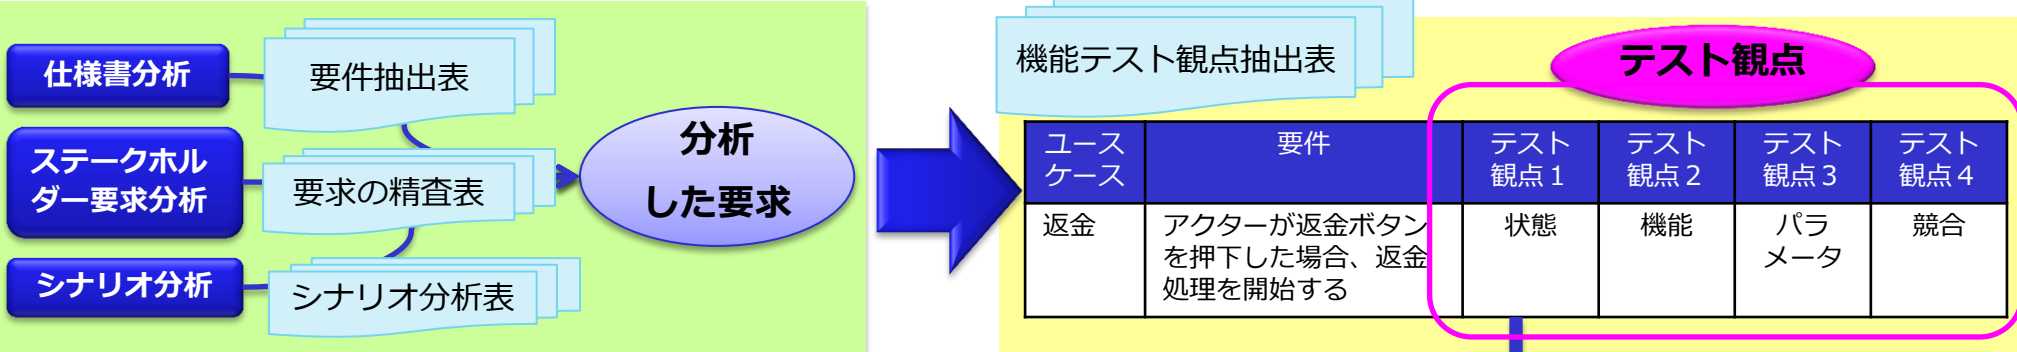 仕様書分析
要件抽出表
ステークホル
ダー要求分析
要求の精査表
シナリオ分析
シナリオ分析表
分析
した要求
機能テスト観点抽出表
テスト観点
ユース
ケース
要件
テスト
観点１
テスト
観点２
テスト
観点３
テスト
観点４
返金
アクターが返金ボタン
を押下した場合、返金
処理を開始する
状態
機能
パラ
メータ
競合